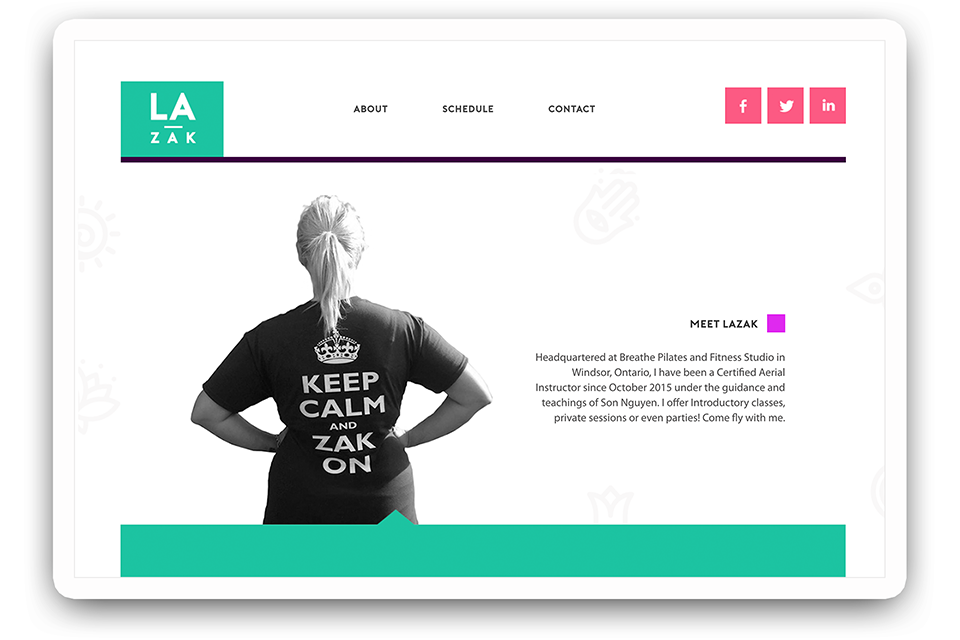 LA
ZAK
ABOUT
SCHEDULE
CONTACT
f
in
MEET LAZAK
Headquartered at Breathe Pilates and Fitness Studio in
Windsor, Ontario, I have been a Certified Aerial
Instructor since October 2015 under the guidance and
teachings of Son Nguyen. I offer Introductory classes,
private sessions or even parties! Come fly with me.
KEEP
CALM
AND
ZAK
ON